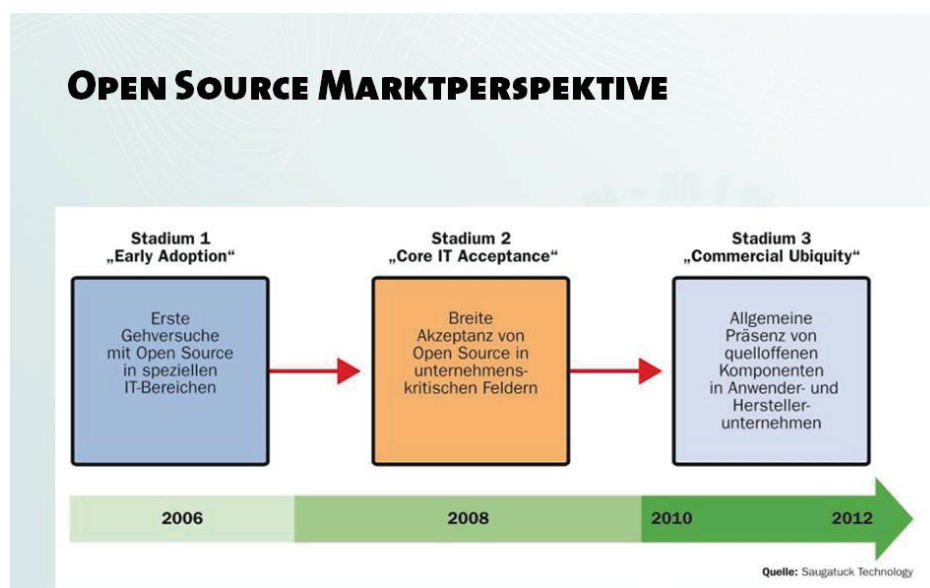 OPEN SOURCE MARKTPERSPEKTIVE
Stadium 1
„Early Adoption“
Erste
Gehversuche
mit Open Source
in speziellen
IT-Bereichen
Stadium 2
„Core IT Acceptance“
Breite
Akzeptanz von
Open Source in
unternehmens-
kritischen Feldern
Stadium 3
„Commercial Ubiquity“
Allgemeine
Präsenz von
quelloffenen
Komponenten
in Anwender- und
Hersteller-
unternehmen
2006
2008
2010
2012
Quelle: Saugatuck Technology